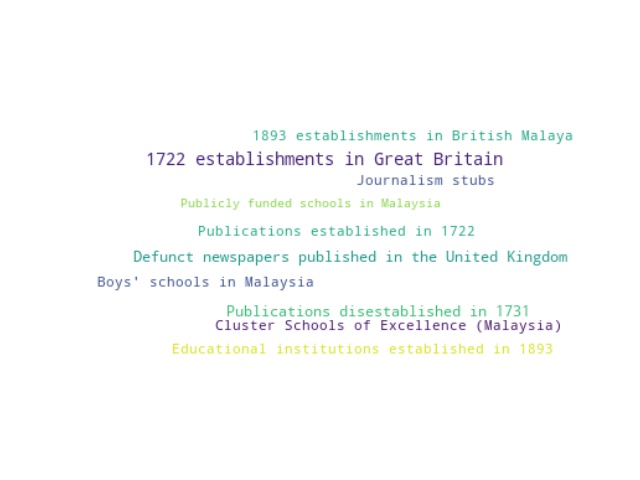 1893 establishments in British Malaya
1722 establishments in Great Britain
Journalism stubs
Publicly funded schools in Malaysia
Publications established in 1722
Defunct newspapers published in the United Kingdom
Boys' schools in Malaysia
Publications disestablished in 1731
Cluster Schools of Excellence (Malaysia)
Educational institutions established in 1893